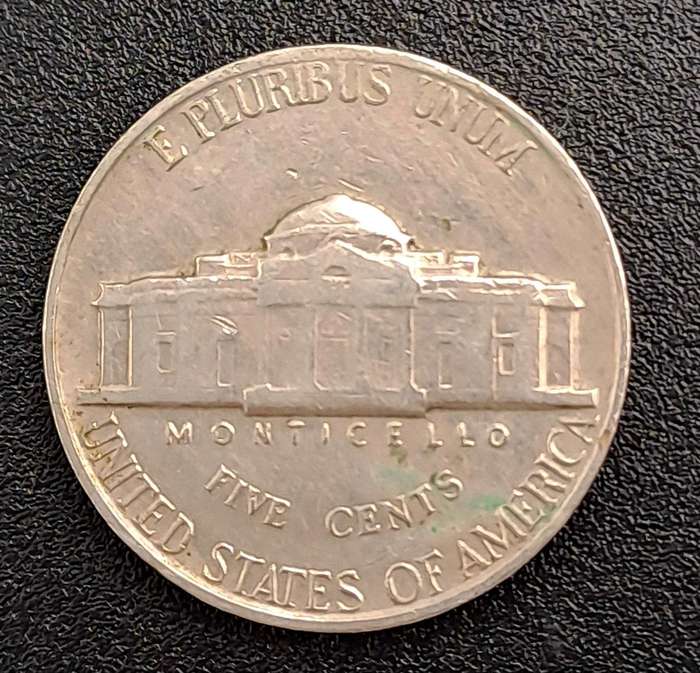 E PLURIBUS UNUM
MONTICELLO
FIVE CENTS
UNITED STATES OF AMERICA